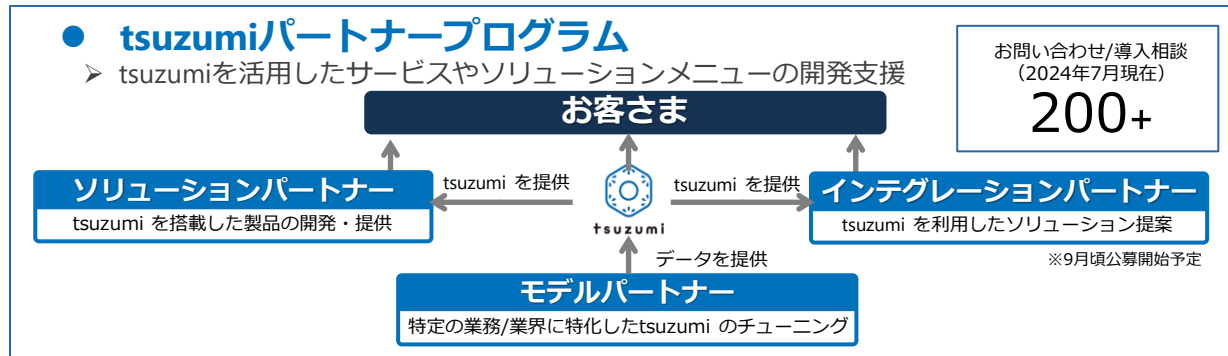 ● tsuzumiパートナープログラム
➢ tsuzumiを活用したサービスやソリューションメニューの開発支援
お問い合わせ/導入相談
(2024年7月現在)
200+
お客さま
ソリューションパートナー
tsuzumi を搭載した製品の開発・提供
tsuzumi を提供
tsuzumi
tsuzumi を提供
インテグレーションパートナー
tsuzumi を利用したソリューション提案
※9月頃公募開始予定
データを提供
モデルパートナー
特定の業務/業界に特化したtsuzumi のチューニング